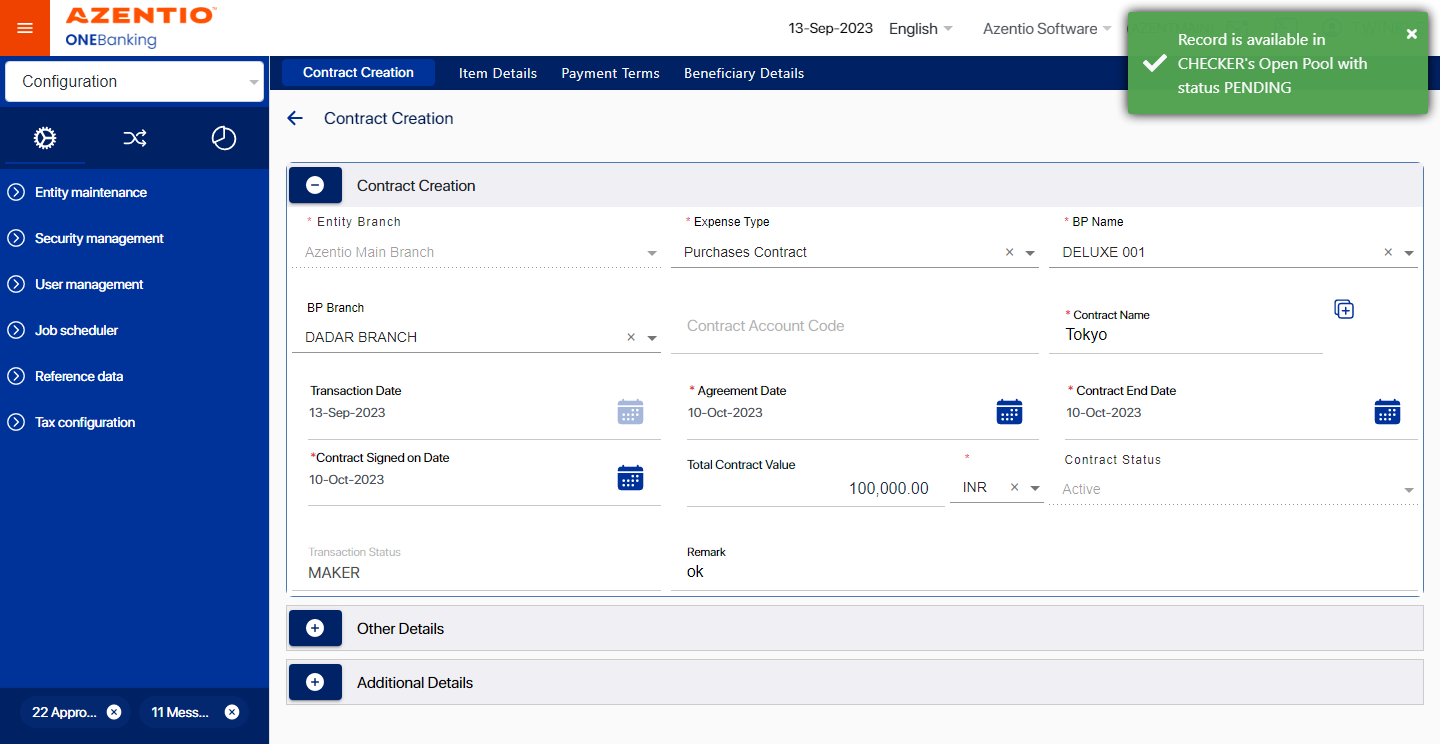 AZENTIO™
ONEBanking
13-Sep-2023 English Azentio Software
Record is available in
CHECKER's Open Pool with
status PENDING
Configuration
Contract Creation Item Details Payment Terms Beneficiary Details
Contract Creation
Entity maintenance
Security management
User management
Job scheduler
Reference data
Tax configuration
Contract Creation
* Entity Branch * Expense Type * BP Name
Azentio Main Branch Purchases Contract × DELUXE 001 ×
BP Branch
DADAR BRANCH × Contract Account Code
* Contract Name
Tokyo
Transaction Date * Agreement Date * Contract End Date
13-Sep-2023 10-Oct-2023 10-Oct-2023
*Contract Signed on Date Total Contract Value * Contract Status
10-Oct-2023 100,000.00 INR × Active
Transaction Status Remark
MAKER ok
Other Details
Additional Details
22 Appro... 11 Mess...